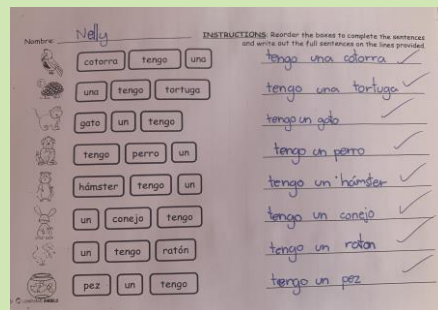 Nombre: Nelly
INSTRUCTIONS: Reorder the boxes to complete the sentences
and write out the full sentences on the lines provided.
cotorra tengo una tengo una cotorra
una tengo tortuga tengo una tortuga
gato un tengo tengo un gato
tengo perro un tengo un perro
hámster tengo un tengo un hámster
un conejo tengo tengo un conejo
un tengo ratón tengo un raton
pez un tengo tengo un pez